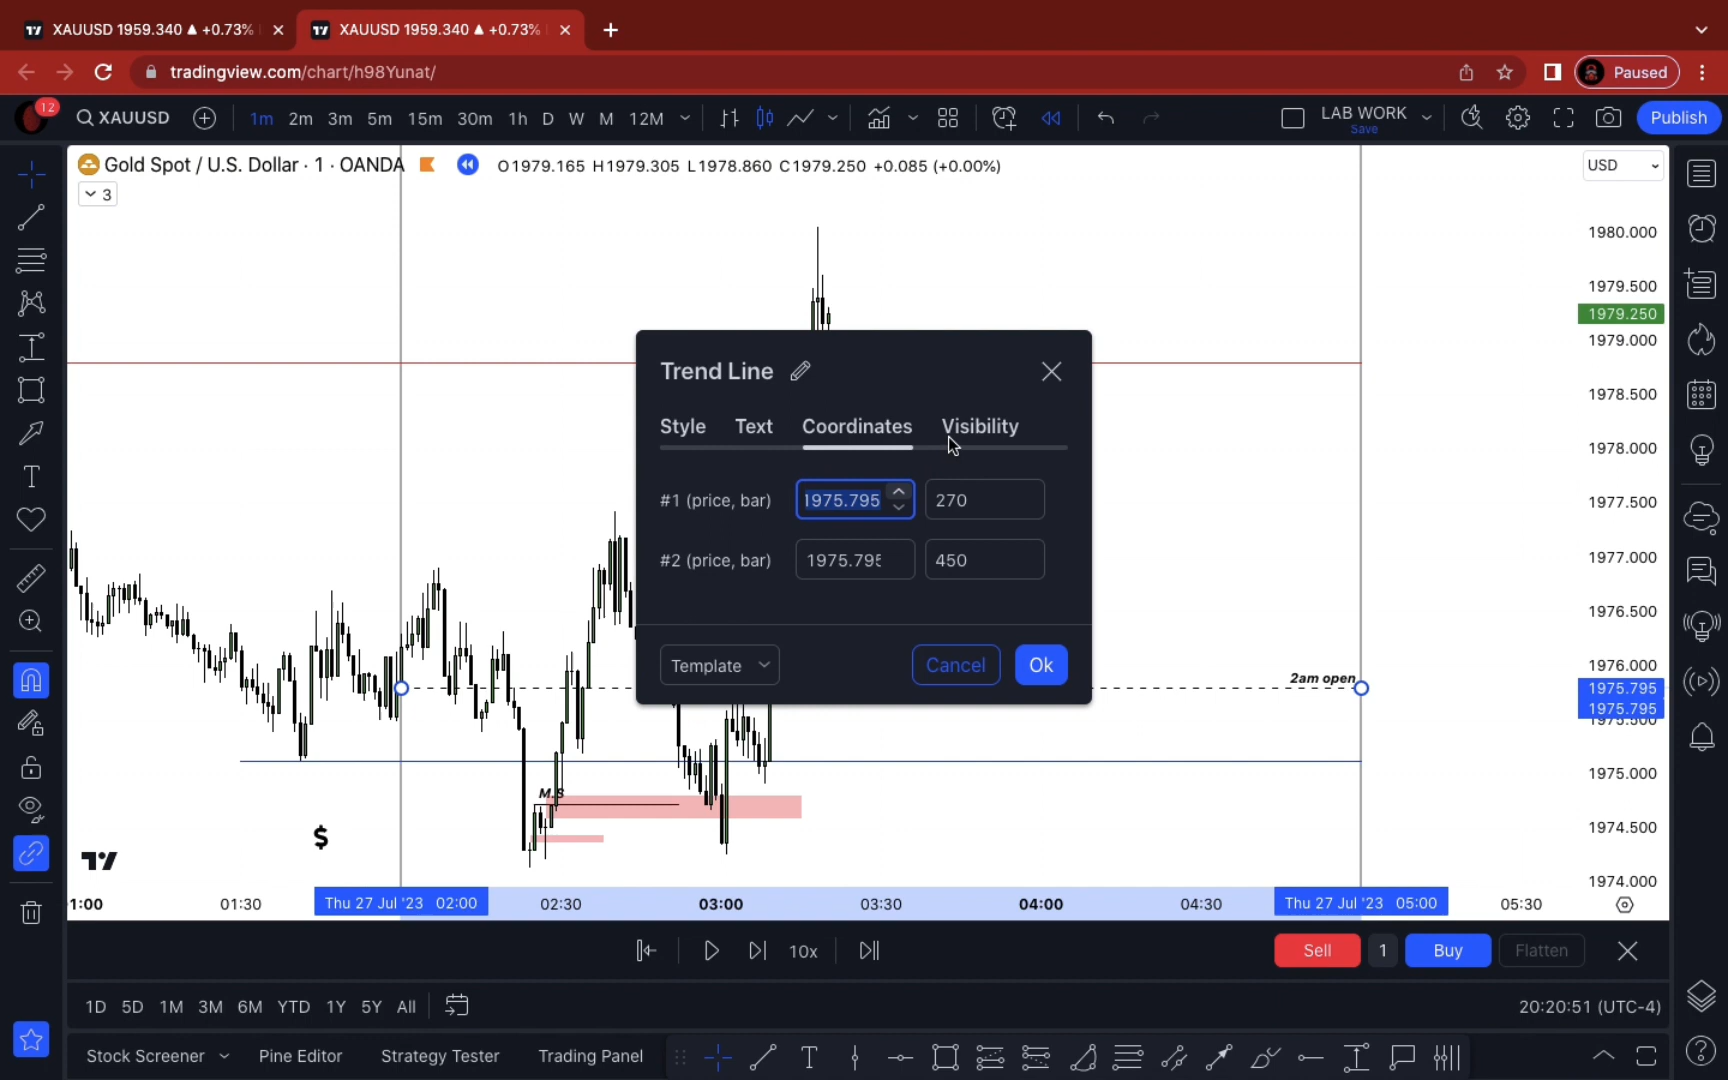 XAUUSD 1959.340 ▲ +0.73%
XAUUSD 1959.340 ▲ +0.73%
tradingview.com/chart/h98Yunat/
Paused
12
XAUUSD
1m 2m 3m 5m 15m 30m 1h D W M 12M
LAB WORK
Save
Publish
Gold Spot / U.S. Dollar · 1 · OANDA
O1979.165 H1979.305 L1978.860 C1979.250 +0.085 (+0.00%)
USD
3
1980.000
1979.500
1979.250
1979.000
1978.500
1978.000
1977.500
1977.000
1976.500
1976.000
1975.795
1975.795
1975.500
1975.000
1974.500
1974.000
Trend Line
Style Text Coordinates Visibility
#1 (price, bar) 1975.795 270
#2 (price, bar) 1975.795 450
Template Cancel Ok
2am open
M.S
$
1:00 01:30 Thu 27 Jul '23 02:00 02:30 03:00 03:30 04:00 04:30 Thu 27 Jul '23 05:00 05:30
10x
Sell 1 Buy Flatten
1D 5D 1M 3M 6M YTD 1Y 5Y All
20:20:51 (UTC-4)
Stock Screener Pine Editor Strategy Tester Trading Panel